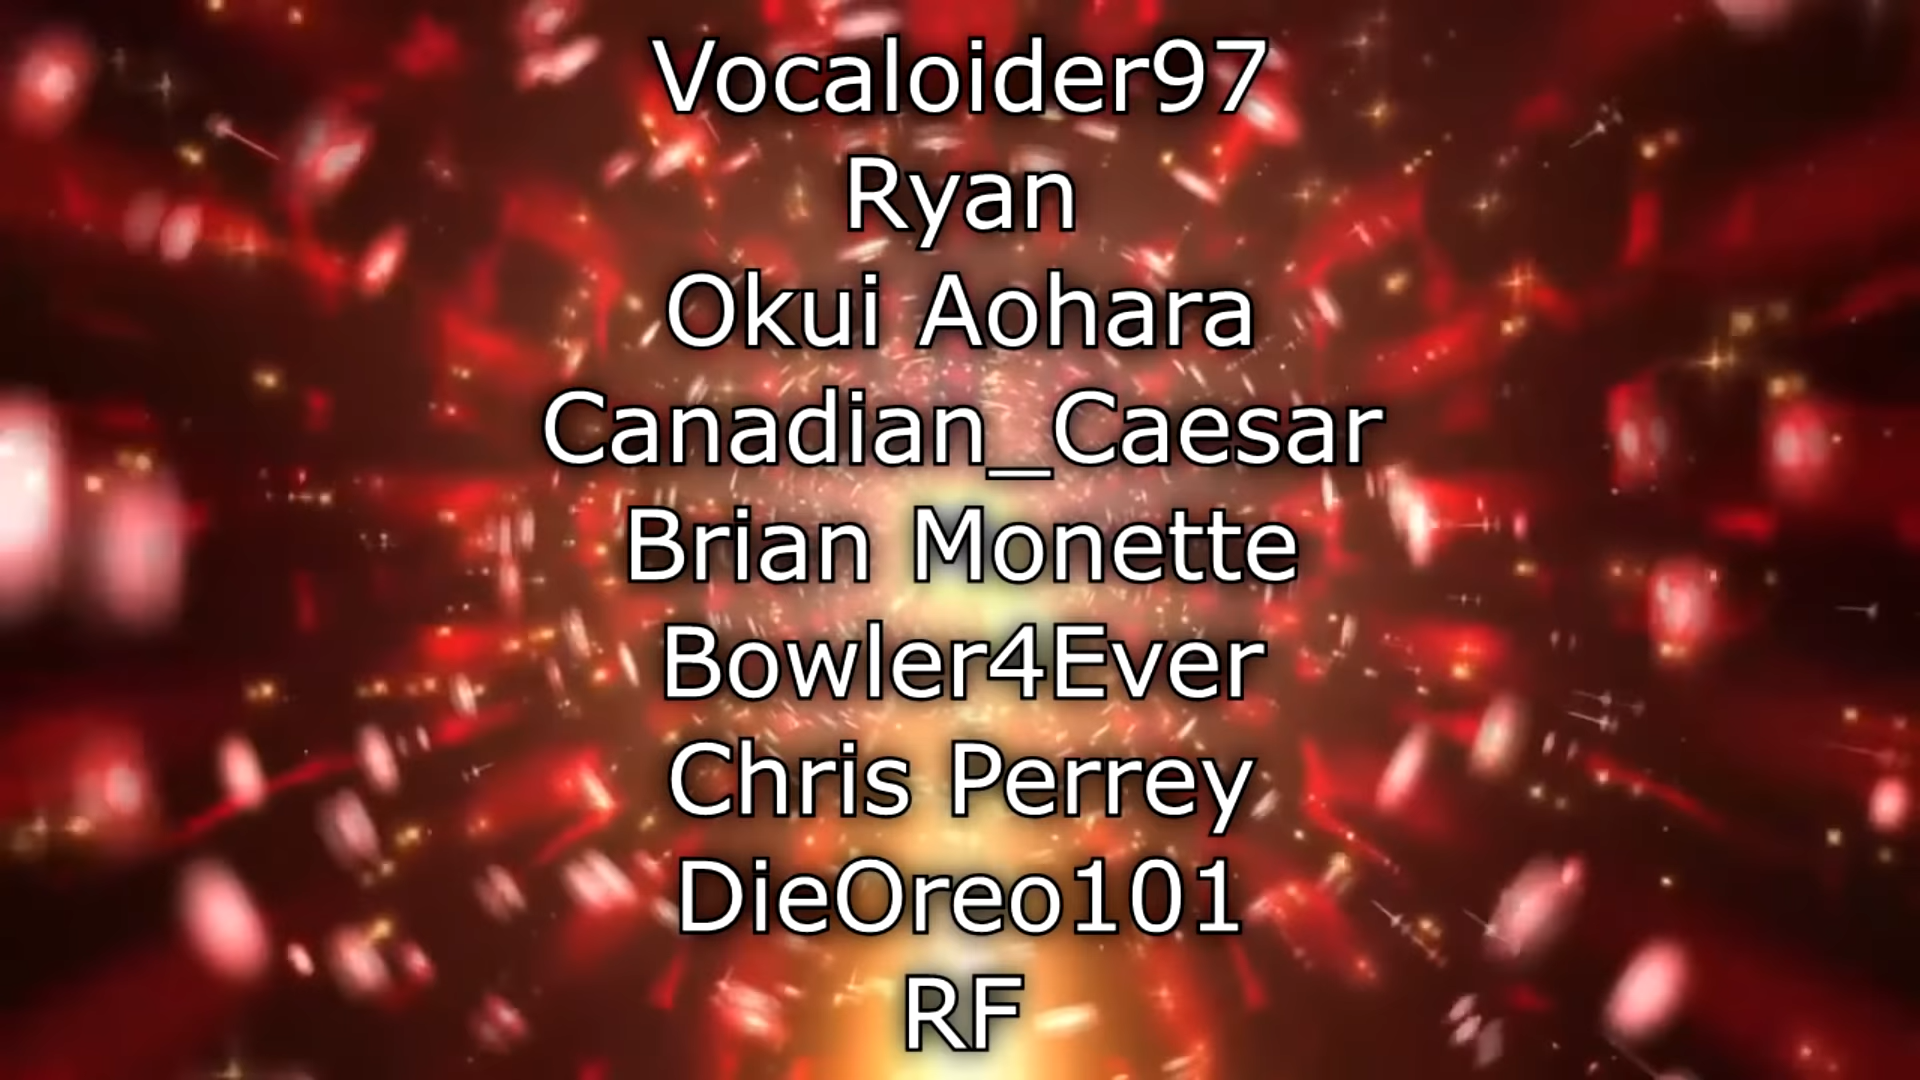 Vocaloider97
Ryan
Okui Aohara
Canadian_Caesar
Brian Monette
Bowler4Ever
Chris Perrey
DieOreo101
RF